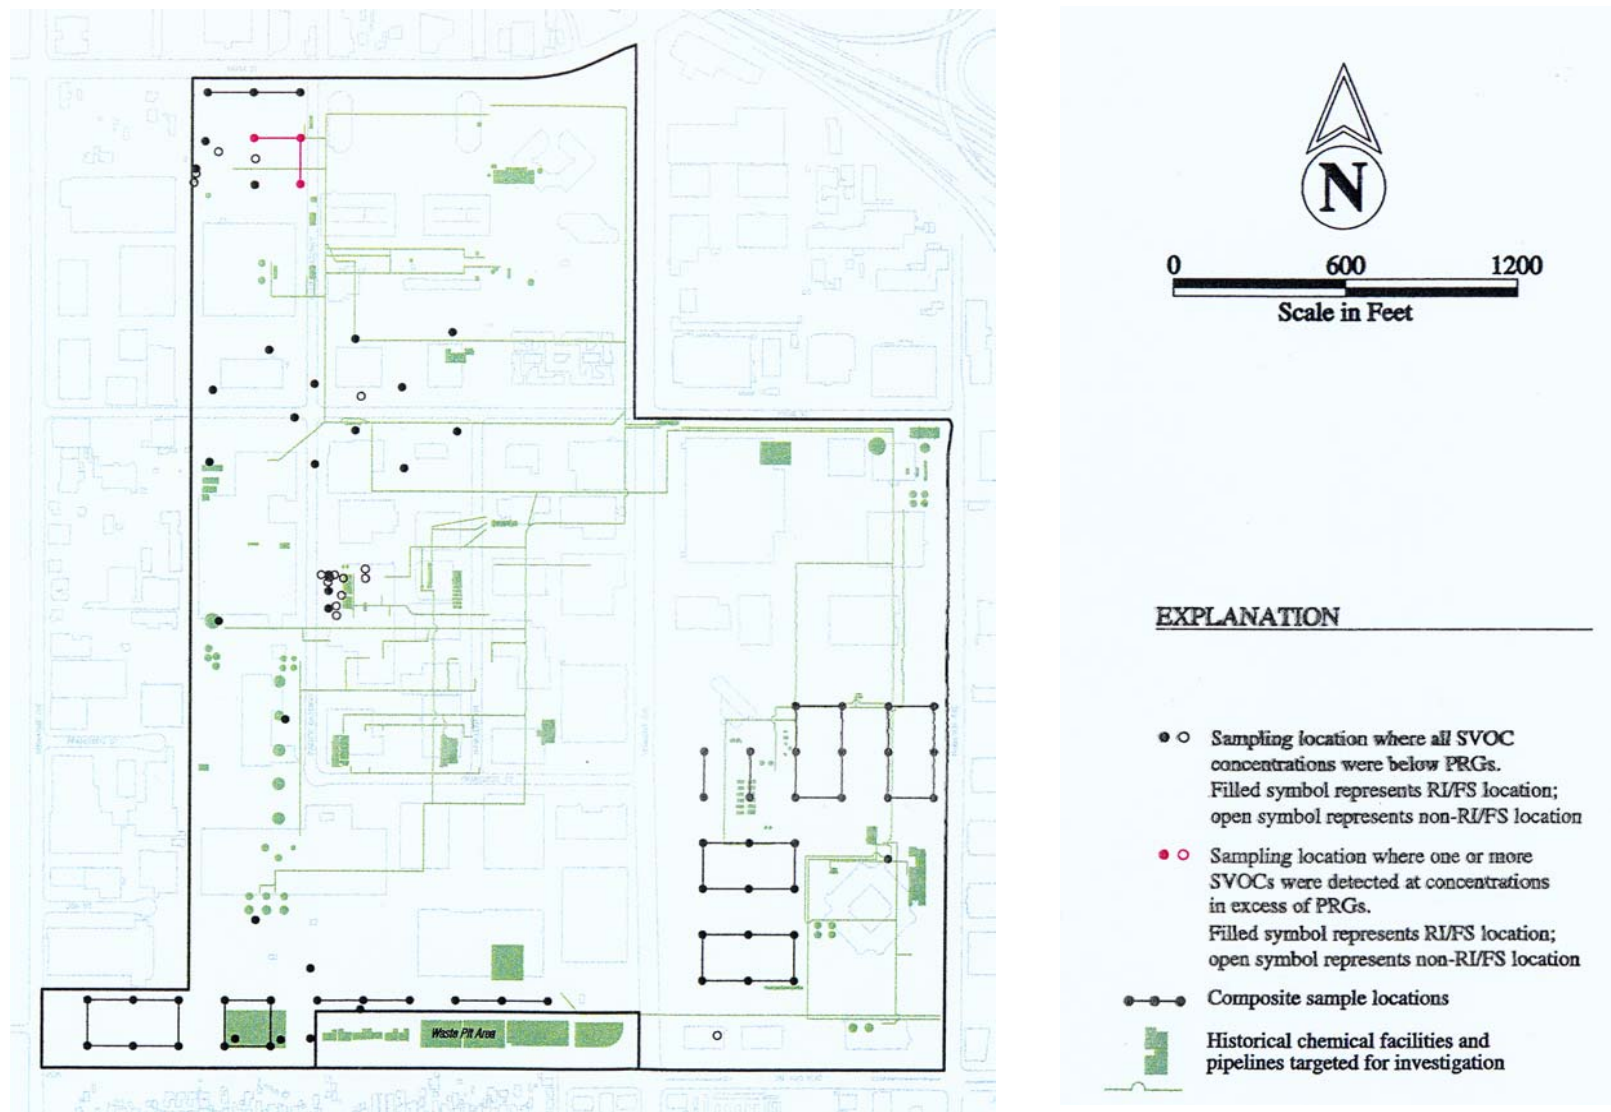 N
0 600 1200
Scale in Feet
EXPLANATION
Sampling location where all SVOC
concentrations were below PRGs.
Filled symbol represents RI/FS location;
open symbol represents non-RI/FS location
Sampling location where one or more
SVOCs were detected at concentrations
in excess of PRGs.
Filled symbol represents RI/FS location;
open symbol represents non-RI/FS location
Composite sample locations
Historical chemical facilities and
pipelines targeted for investigation
Waste Pit Area